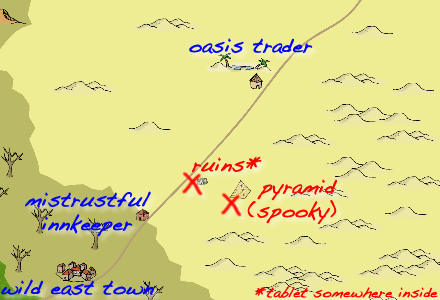 oasis trader
ruins*
pyramid
(spooky)
mistrustful
innkeeper
wild east town
*tablet somewhere inside